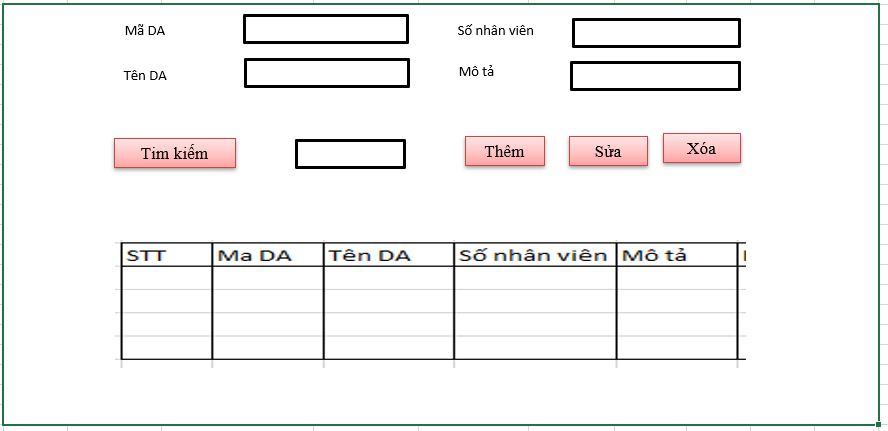 Mã DA
Số nhân viên
Tên DA
Mô tả
Tim kiếm
Thêm
Sửa
Xóa
STT Ma DA Tên DA Số nhân viên Mô tả